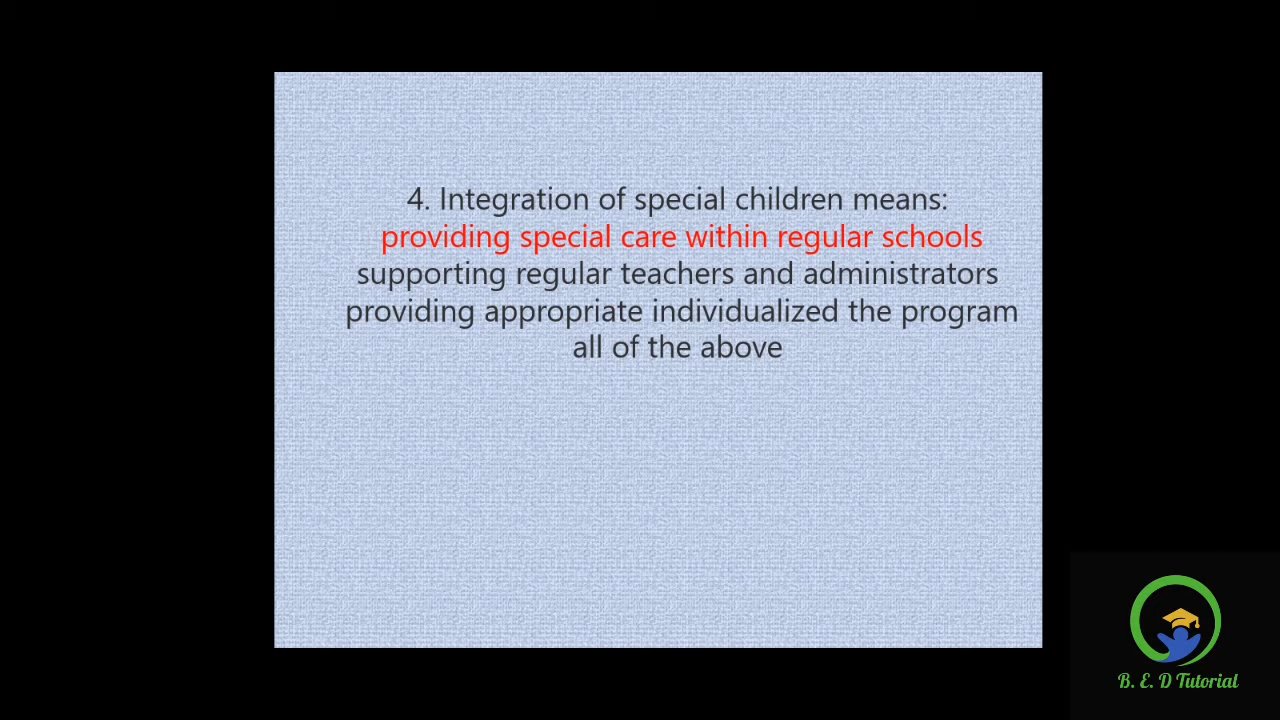 4. Integration of special children means:
providing special care within regular schools
supporting regular teachers and administrators
providing appropriate individualized the program
all of the above
B. E. D Tutorial